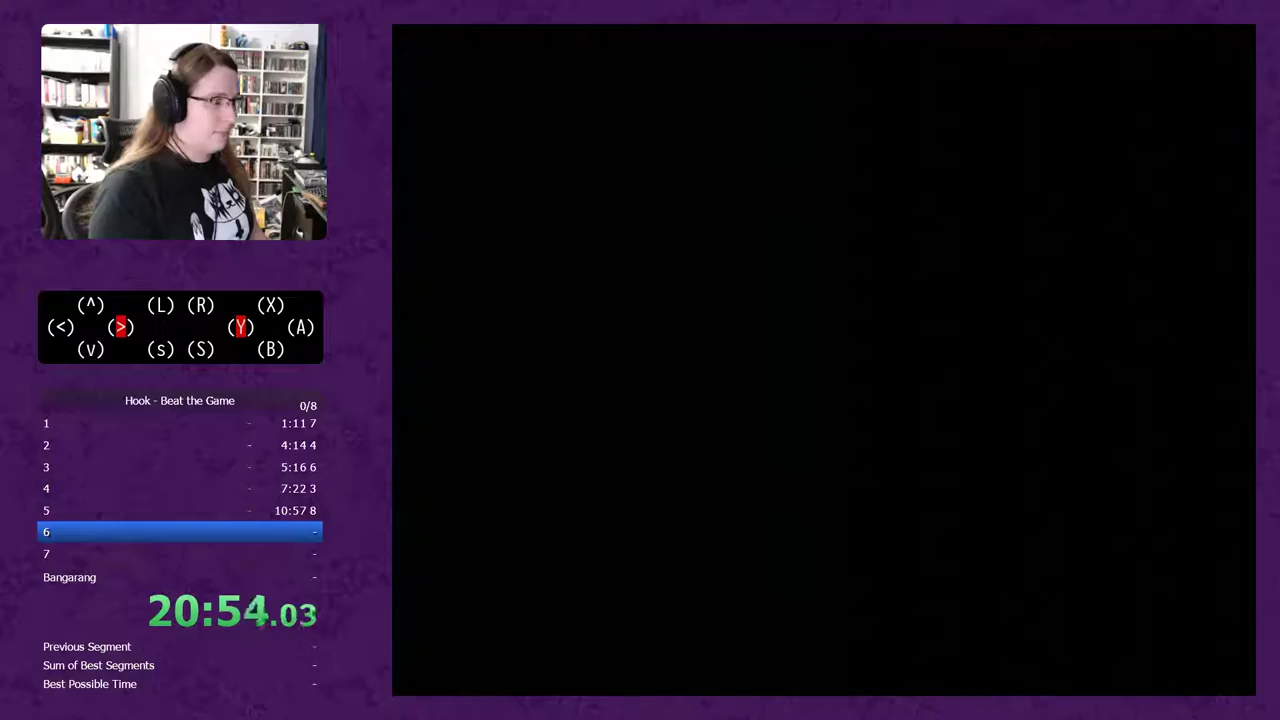 (^) (L) (R) (X)
(<) (>) (Y) (A)
(v) (s) (S) (B)
Hook - Beat the Game
0/8
1 - 1:11 7
2 - 4:14 4
3 - 5:16 6
4 - 7:22 3
5 - 10:57 8
6 -
7 -
Bangarang -
20:54.03
Previous Segment -
Sum of Best Segments -
Best Possible Time -